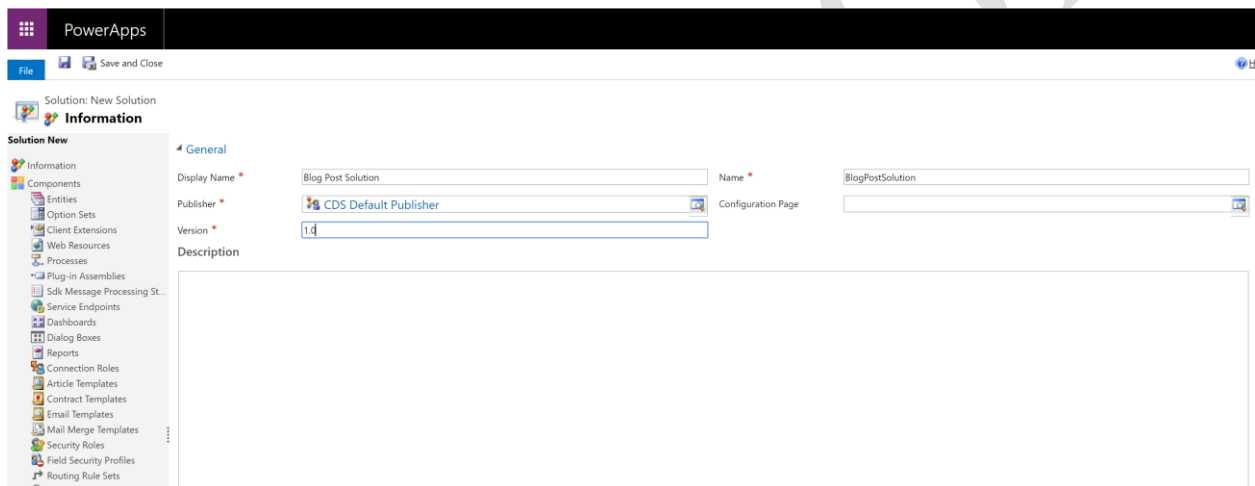 PowerApps
File Save and Close H
Solution: New Solution
Information
Solution New
General
Information
Display Name * Blog Post Solution Name * BlogPostSolution
Components
Entities
Publisher * CDS Default Publisher Configuration Page
Option Sets
Client Extensions
Version * 1.0
Web Resources
Description
Processes
Plug-in Assemblies
Sdk Message Processing St...
Service Endpoints
Dashboards
Dialog Boxes
Reports
Connection Roles
Article Templates
Contract Templates
Email Templates
Mail Merge Templates
Security Roles
Field Security Profiles
Routing Rule Sets